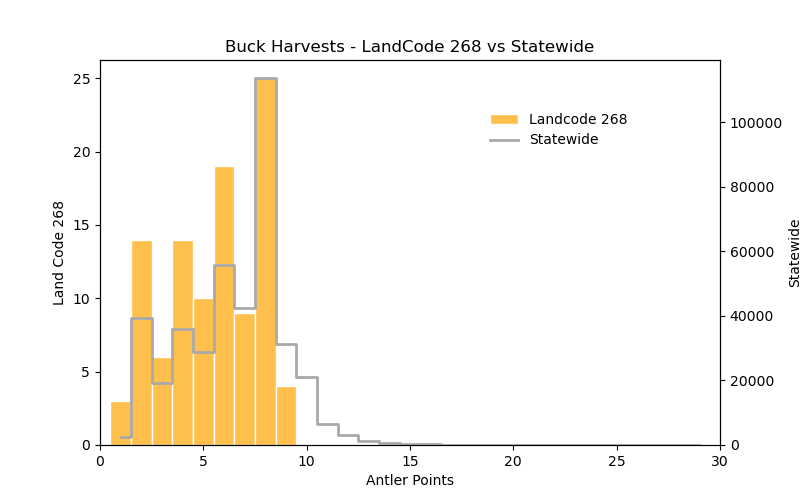 Buck Harvests - LandCode 268 vs Statewide
Landcode 268
Statewide
25
20
15
10
5
0
Land Code 268
100000
80000
60000
40000
20000
0
Statewide
0 5 10 15 20 25 30
Antler Points